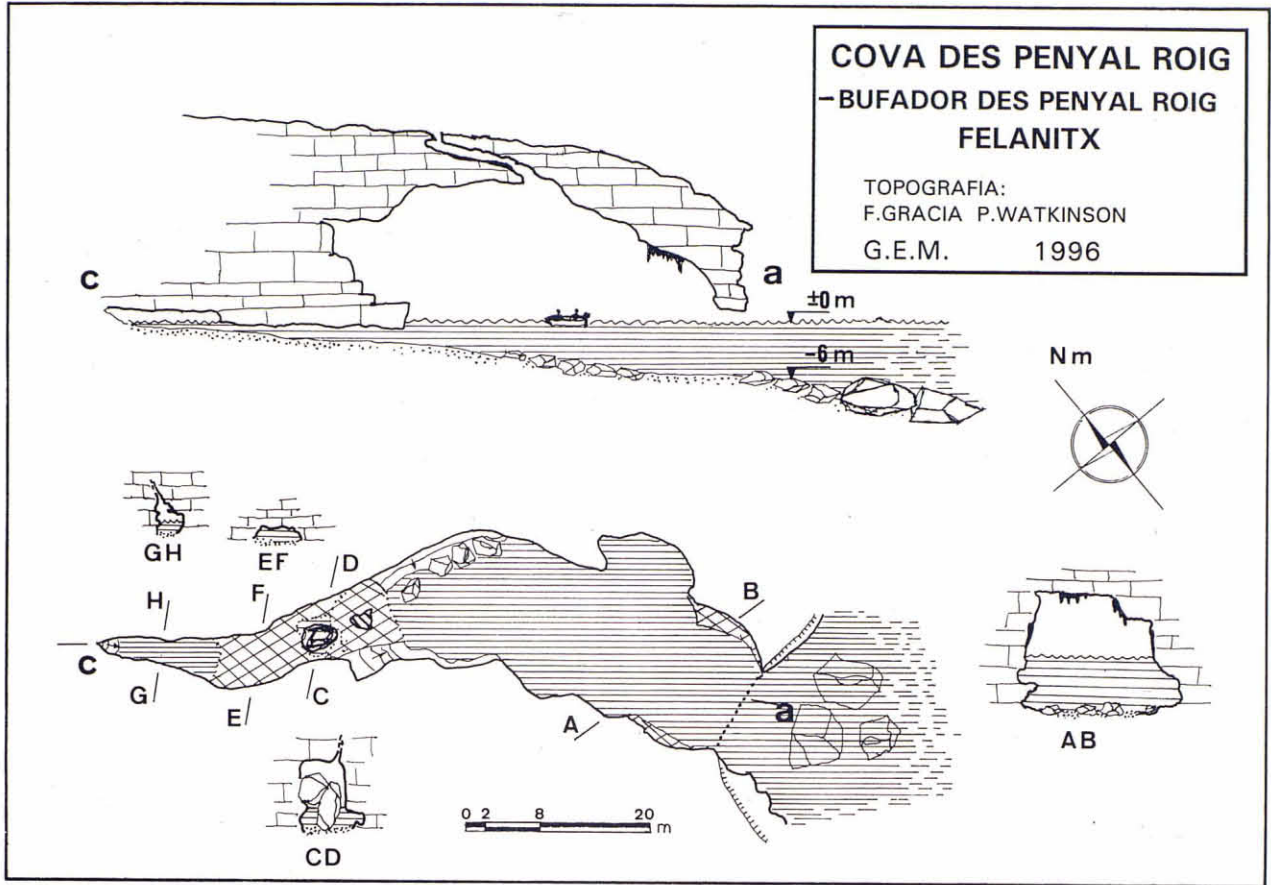 COVA DES PENYAL ROIG
-BUFADOR DES PENYAL ROIG
FELANITX
TOPOGRAFIA:
F.GRACIA P.WATKINSON
G.E.M. 1996
c
a
±0 m
-6 m
Nm
GH
EF
D
F
H
B
C
G
E
C
A
a
AB
CD
0 2 8 20
m